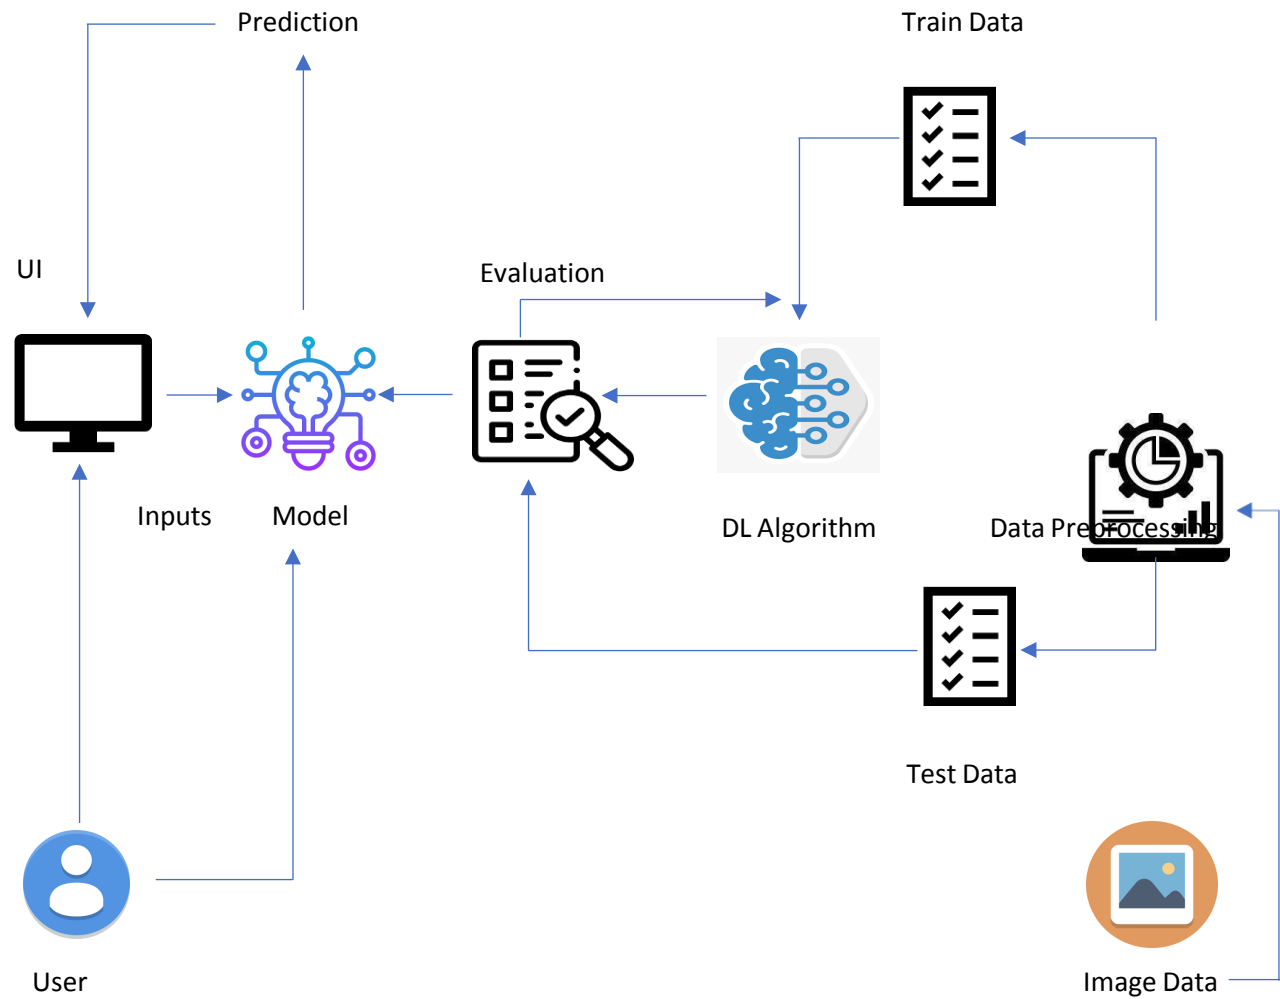 Prediction
Train Data
UI
Evaluation
Inputs
Model
DL Algorithm
Data Preprocessing
Test Data
User
Image Data